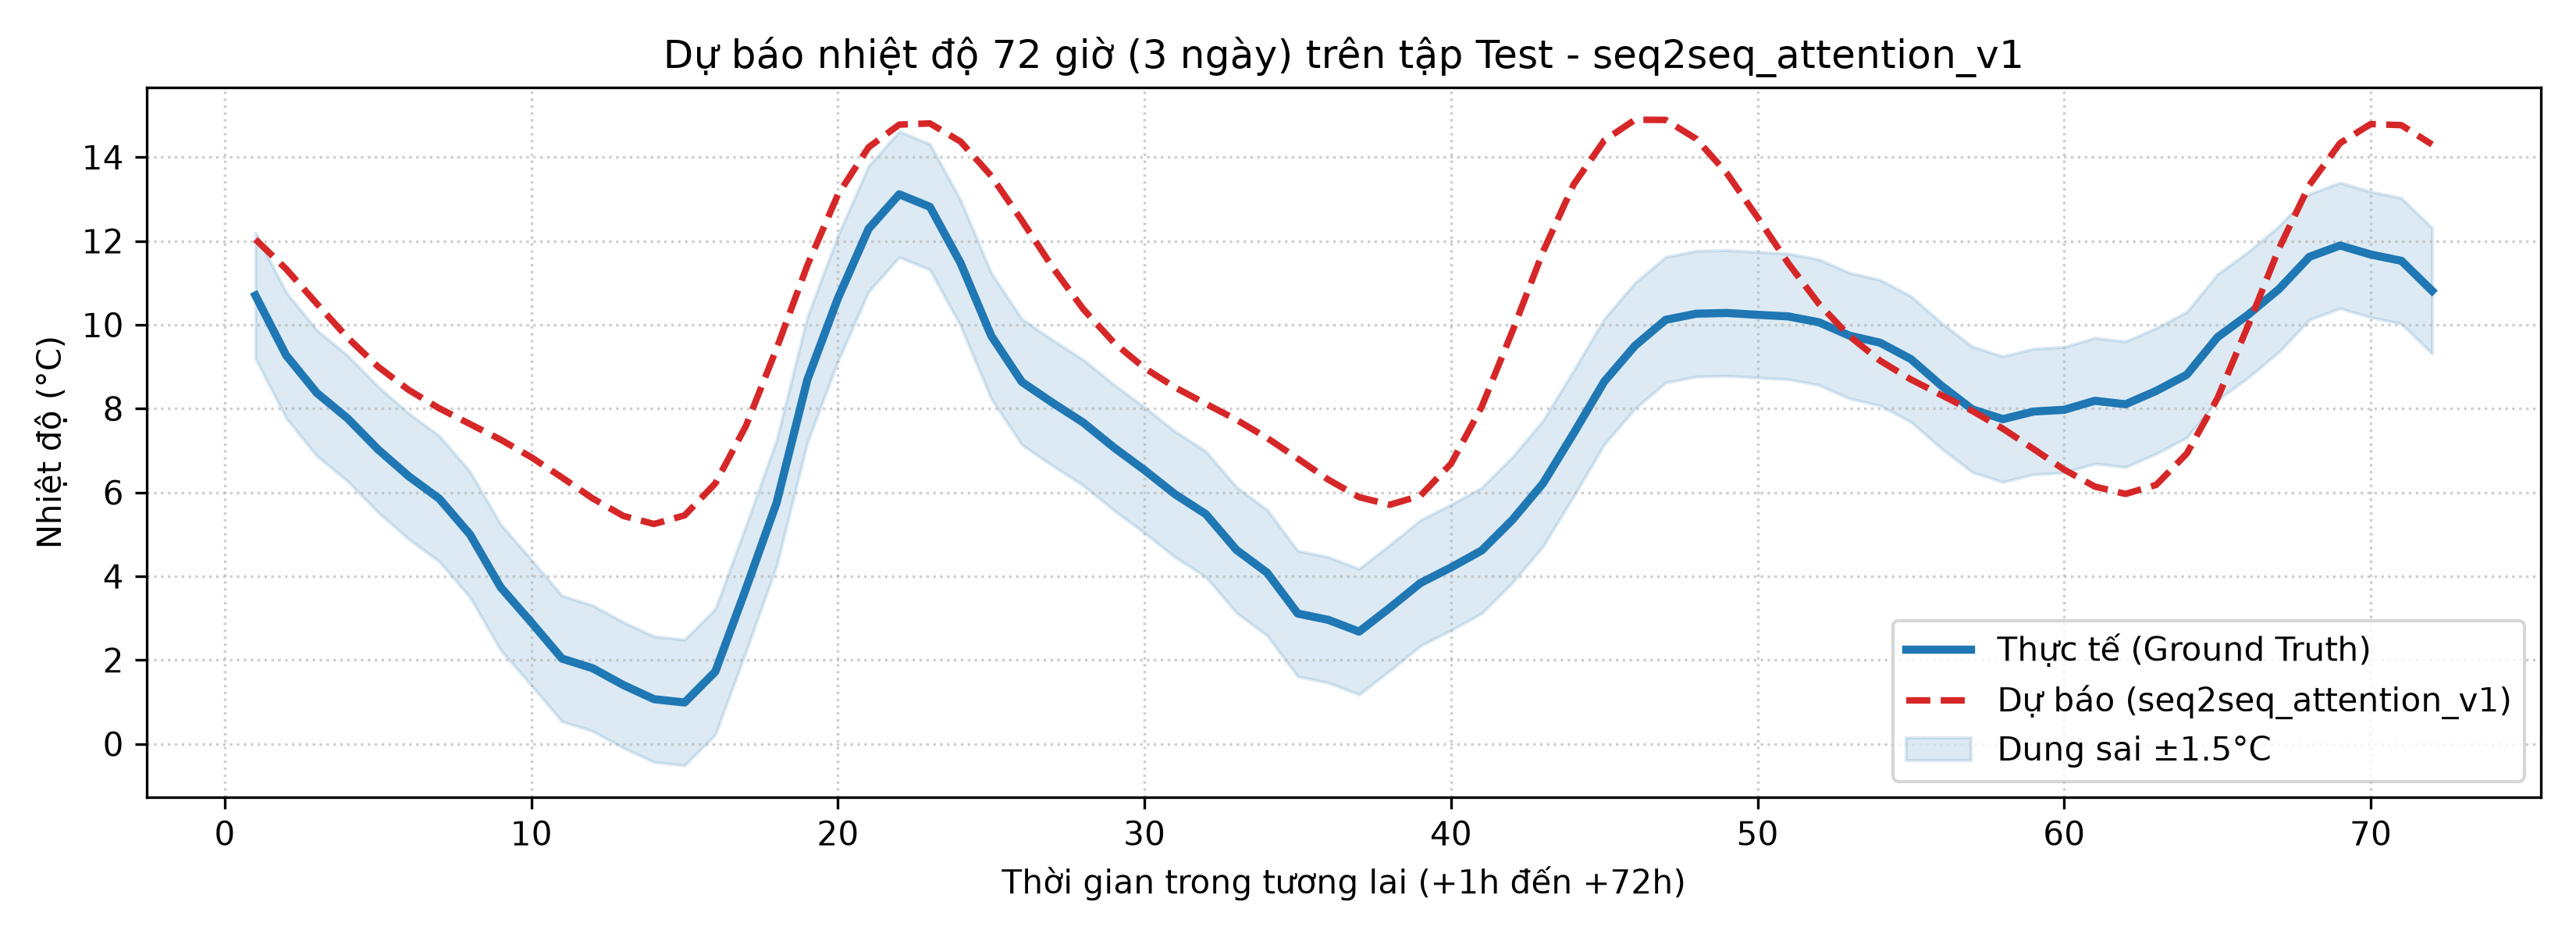 Dự báo nhiệt độ 72 giờ (3 ngày) trên tập Test - seq2seq_attention_v1
Nhiệt độ (°C)
14
12
10
8
6
4
2
0
0 10 20 30 40 50 60 70
Thời gian trong tương lai (+1h đến +72h)
Thực tế (Ground Truth)
Dự báo (seq2seq_attention_v1)
Dung sai ±1.5°C